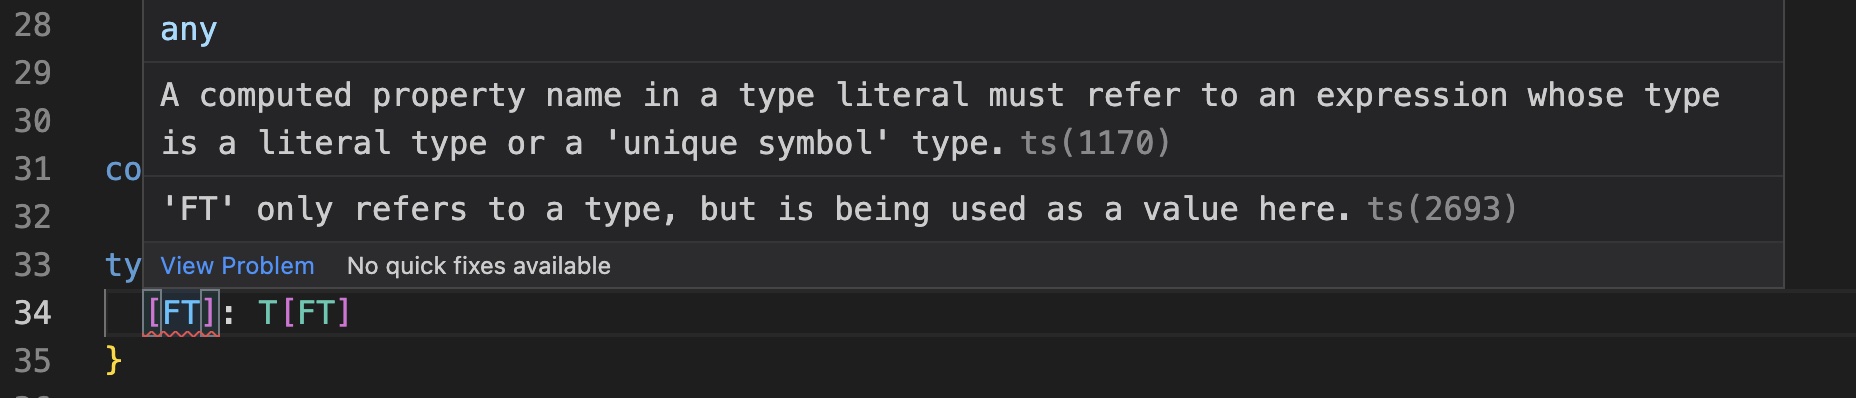 28
any
29
A computed property name in a type literal must refer to an expression whose type
30
is a literal type or a 'unique symbol' type. ts(1170)
31 co
32
'FT' only refers to a type, but is being used as a value here. ts(2693)
33 ty
View Problem No quick fixes available
34 [FT]: T[FT]
35 }